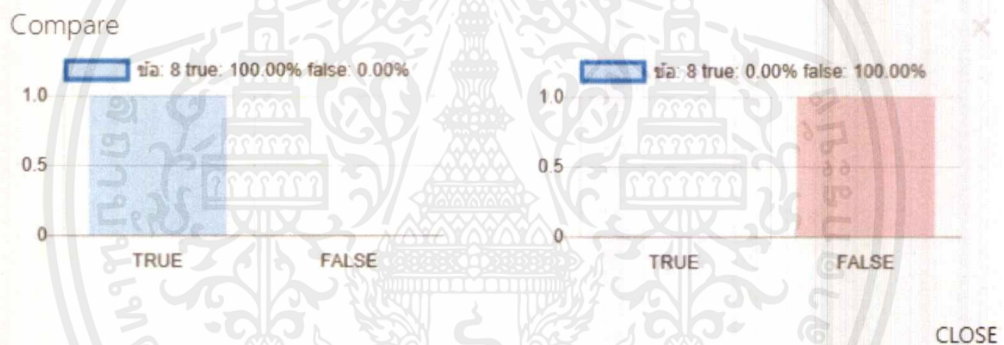 Compare
ข้อ: 8 true: 100.00% false: 0.00%
1.0
0.5
0
TRUE FALSE
ข้อ: 8 true: 0.00% false: 100.00%
1.0
0.5
0
TRUE FALSE
CLOSE